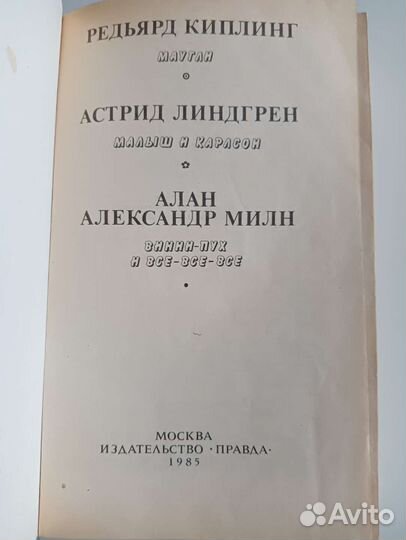 РЕДЬЯРД КИПЛИНГ
МАУГЛИ
АСТРИД ЛИНДГРЕН
МАЛЫШ И КАРЛСОН
АЛАН
АЛЕКСАНДР МИЛН
ВИННИ-ПУХ
И ВСЕ-ВСЕ-ВСЕ
МОСКВА
ИЗДАТЕЛЬСТВО «ПРАВДА»
1985
Avito